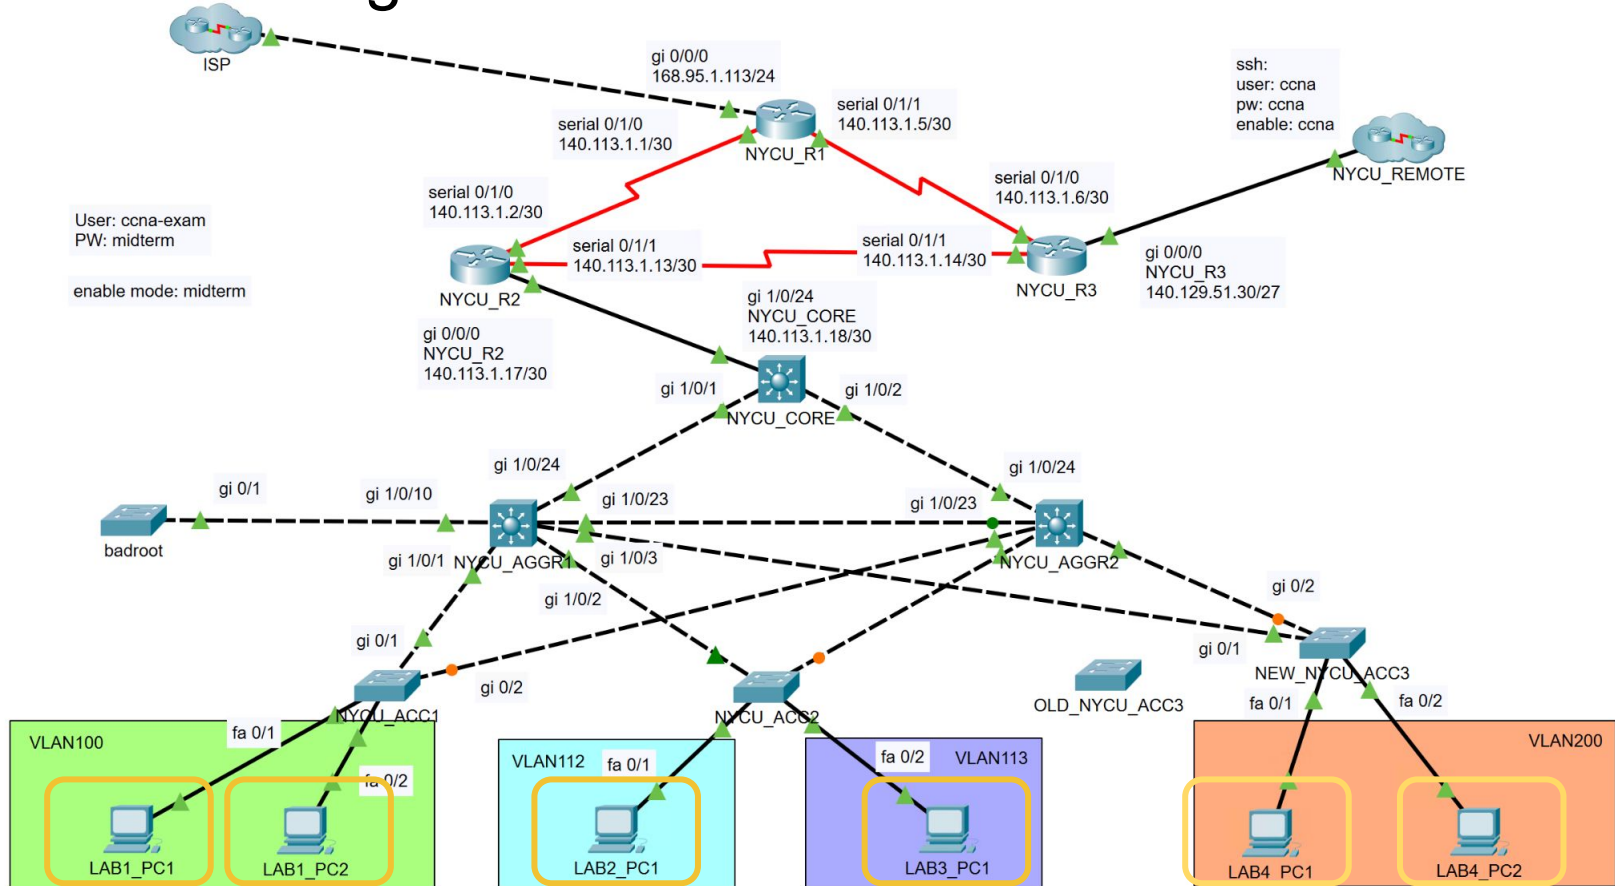 g
ISP
gi 0/0/0
168.95.1.113/24
ssh:
user: ccna
pw: ccna
enable: ccna
serial 0/1/0
140.113.1.1/30
serial 0/1/1
140.113.1.5/30
NYCU_R1
NYCU_REMOTE
serial 0/1/0
140.113.1.2/30
serial 0/1/0
140.113.1.6/30
User: ccna-exam
PW: midterm
enable mode: midterm
serial 0/1/1
140.113.1.13/30
serial 0/1/1
140.113.1.14/30
gi 0/0/0
NYCU_R3
140.129.51.30/27
NYCU_R2
NYCU_R3
gi 1/0/24
NYCU_CORE
140.113.1.18/30
gi 0/0/0
NYCU_R2
140.113.1.17/30
gi 1/0/1
gi 1/0/2
NYCU_CORE
gi 1/0/24
gi 1/0/24
gi 0/1
gi 1/0/10
gi 1/0/23
gi 1/0/23
badroot
gi 1/0/1
NYCU_AGGR1
gi 1/0/3
NYCU_AGGR2
gi 1/0/2
gi 0/2
gi 0/1
gi 0/1
gi 0/2
NEW_NYCU_ACC3
OLD_NYCU_ACC3
NYCU_ACC1
NYCU_ACC2
fa 0/1
fa 0/2
fa 0/1
VLAN100
VLAN112
fa 0/1
fa 0/2
VLAN113
VLAN200
fa 0/2
LAB1_PC1
LAB1_PC2
LAB2_PC1
LAB3_PC1
LAB4_PC1
LAB4_PC2